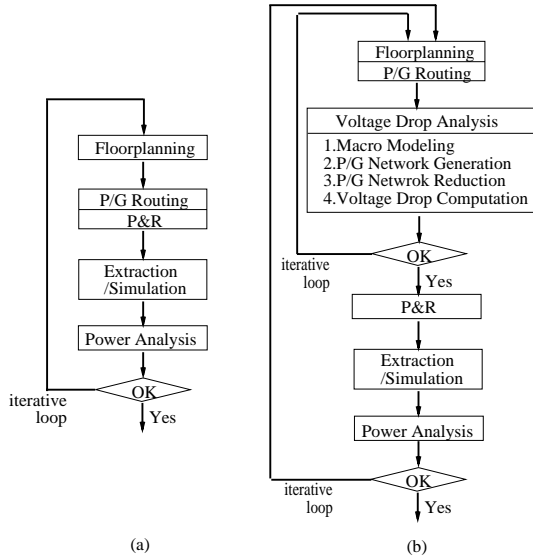 Floorplanning
P/G Routing
P&R
Extraction
/Simulation
Power Analysis
OK
iterative
loop
Yes
(a)
Floorplanning
P/G Routing
Voltage Drop Analysis
1.Macro Modeling
2.P/G Network Generation
3.P/G Netwrok Reduction
4.Voltage Drop Computation
OK
iterative
loop
Yes
P&R
Extraction
/Simulation
Power Analysis
OK
iterative
loop
Yes
(b)